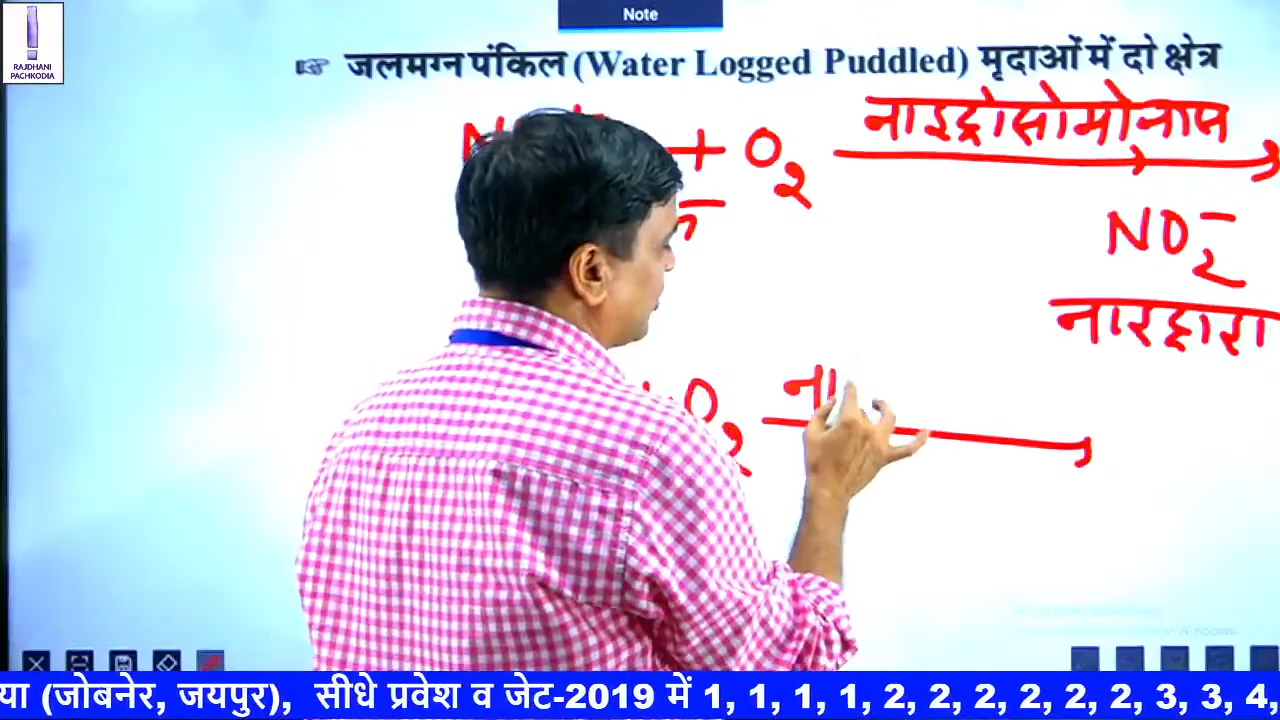 Note
RAJDHANI
PACHKODIA
☞ जलमग्न पंकिल (Water Logged Puddled) मृदाओं में दो क्षेत्र
+ O2 नाइट्रोसोमोनास
NO2-
O2 ना
या (जोबनेर, जयपुर), सीधे प्रवेश व जेट-2019 में 1, 1, 1, 1, 2, 2, 2, 2, 2, 2, 3, 3, 4,